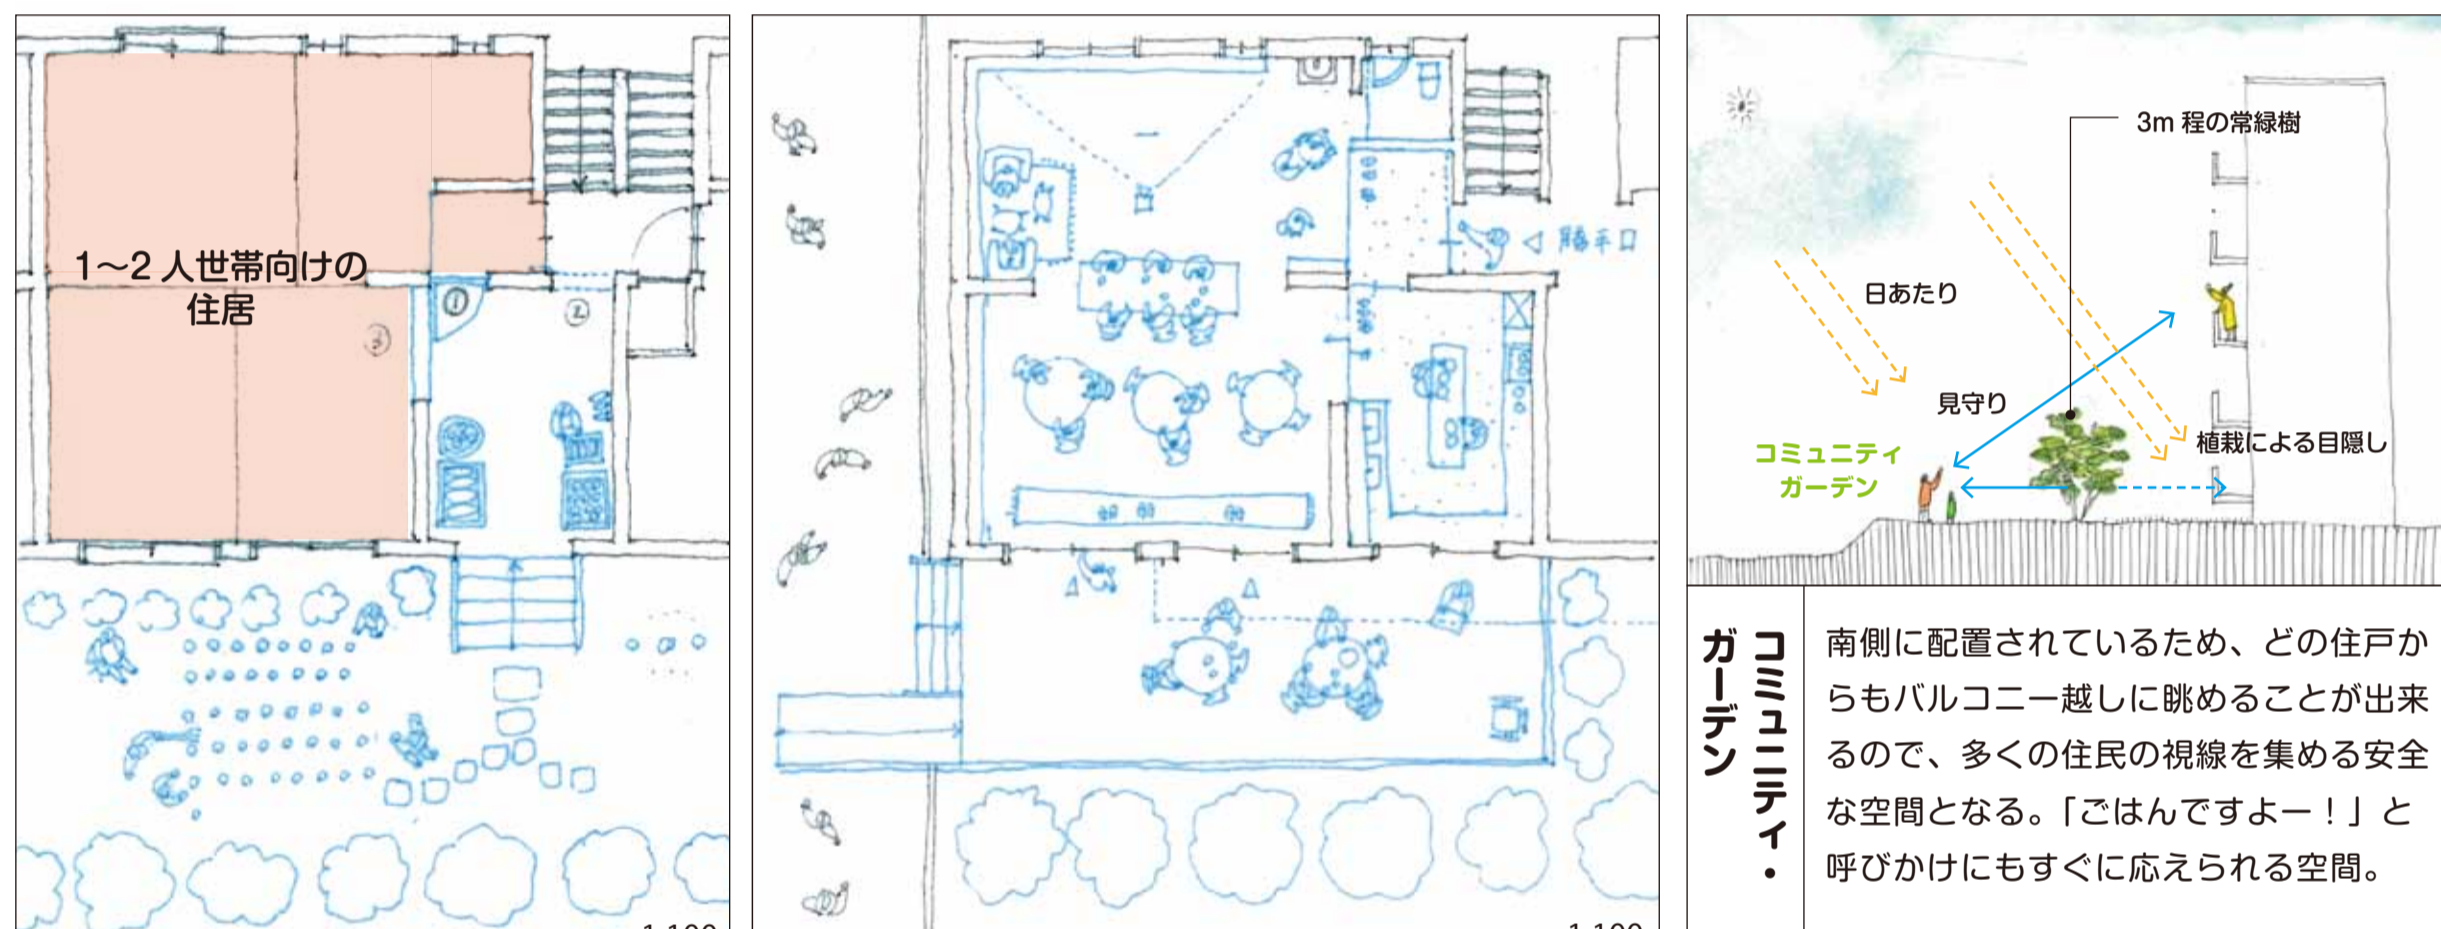 1〜2 人世帯向けの
住居
①
②
③
1:100
勝手口
1:100
3m 程の常緑樹
日あたり
見守り
植栽による目隠し
コミュニティ
ガーデン
コミュニティ・
ガーデン
南側に配置されているため、どの住戸か
らもバルコニー越しに眺めることが出来
るので、多くの住民の視線を集める安全
な空間となる。「ごはんですよー！」と
呼びかけにもすぐに応えられる空間。